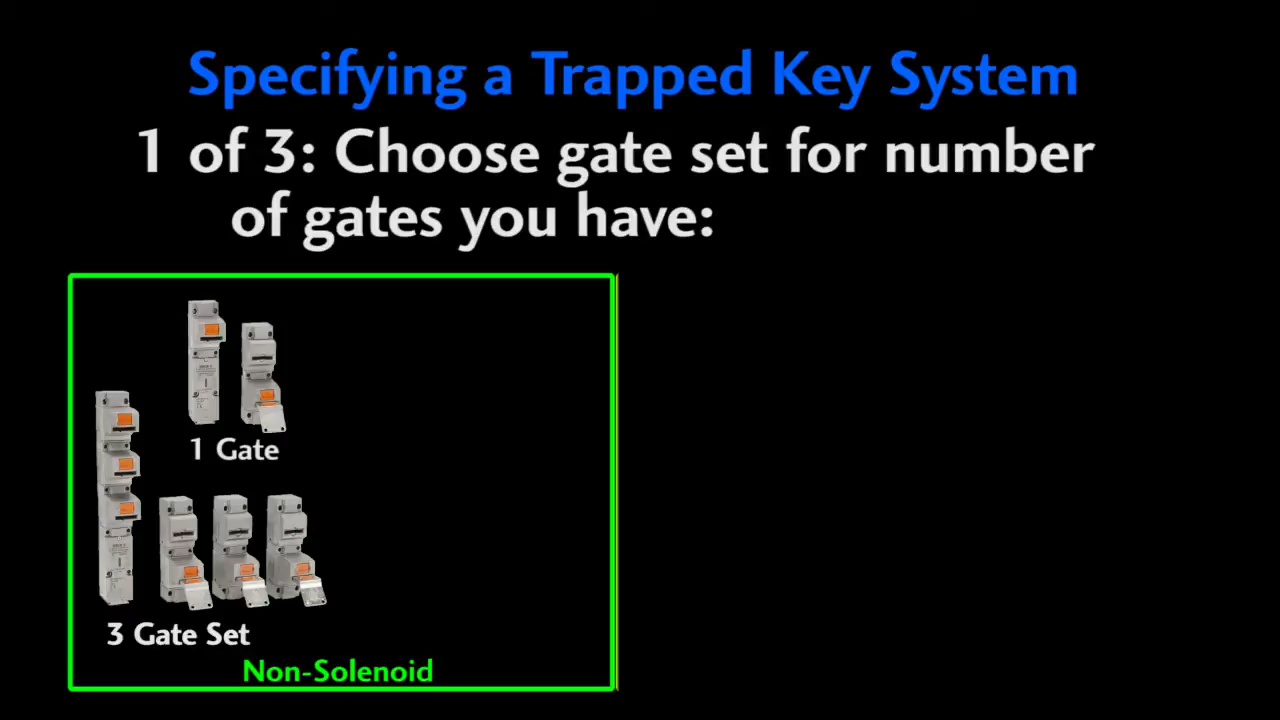 Specifying a Trapped Key System
1 of 3: Choose gate set for number
of gates you have:
1 Gate
3 Gate Set
Non-Solenoid